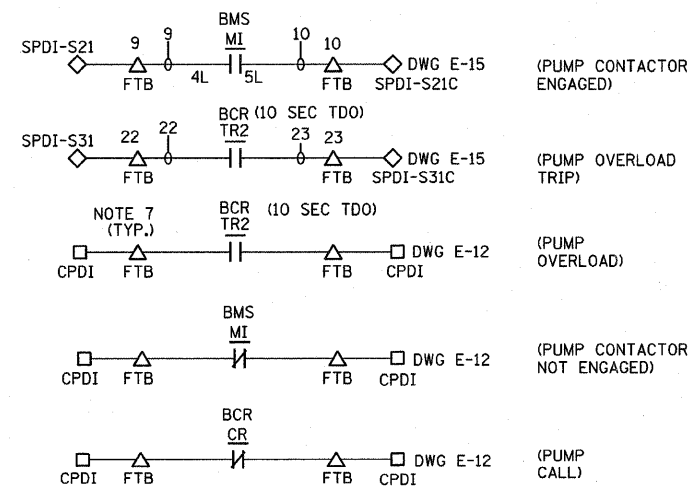 BMS
SPDI-S21 9 9 MI 10 10 DWG E-15 (PUMP CONTACTOR
FTB 4L 5L FTB SPDI-S21C ENGAGED)
BCR (10 SEC TDO)
SPDI-S31 22 22 TR2 23 23 DWG E-15 (PUMP OVERLOAD
FTB FTB SPDI-S31C TRIP)
NOTE 7 BCR (10 SEC TDO)
(TYP.) TR2 (PUMP
DWG E-12 OVERLOAD)
CPDI FTB FTB CPDI
BMS
MI (PUMP CONTACTOR
DWG E-12 NOT ENGAGED)
CPDI FTB FTB CPDI
BCR
CR (PUMP
DWG E-12 CALL)
CPDI FTB FTB CPDI